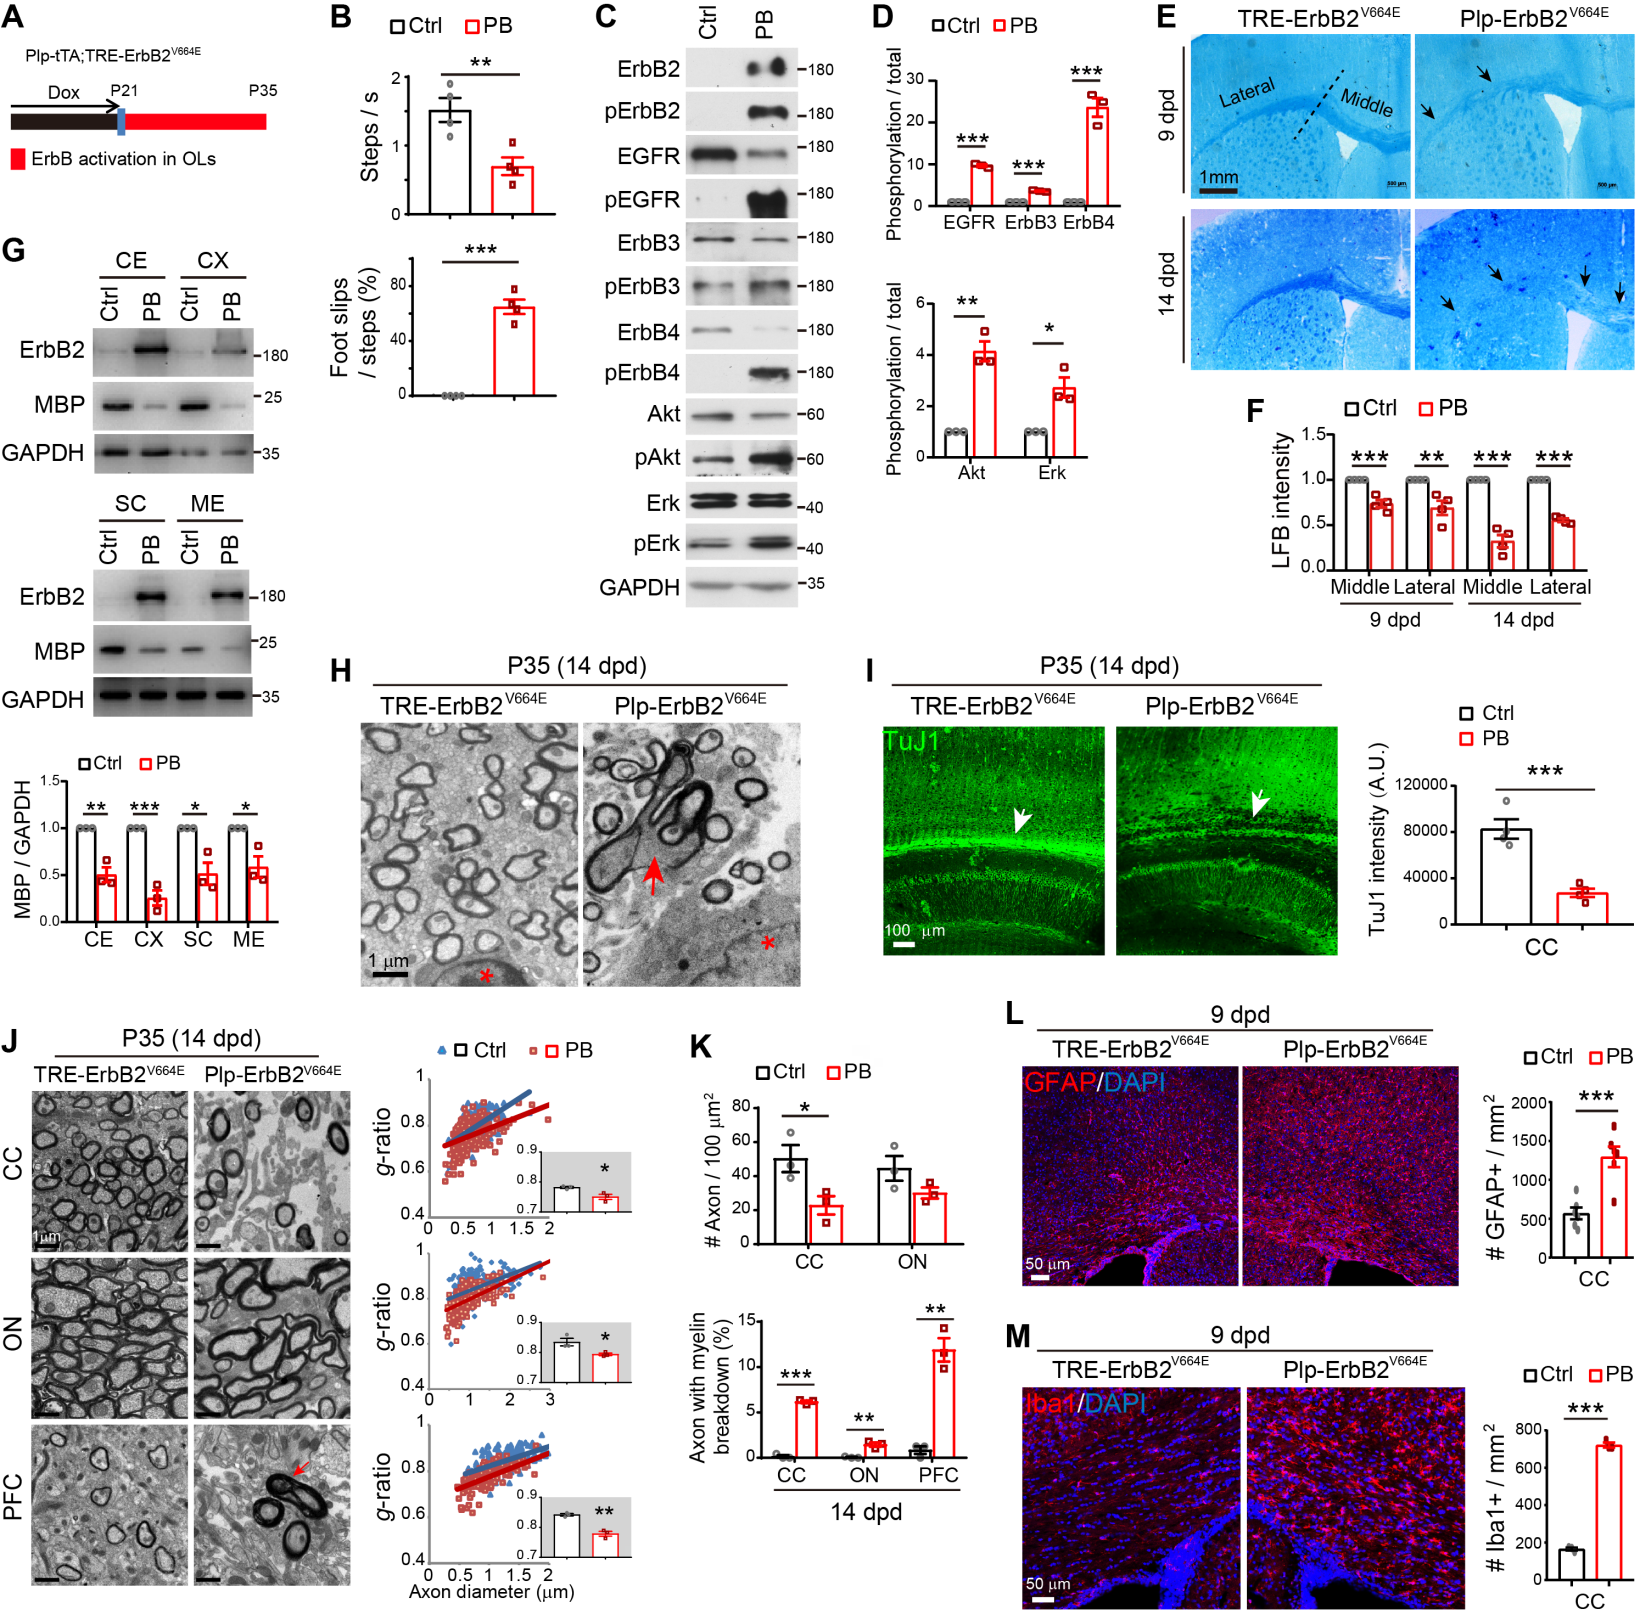 A
Plp-tTA;TRE-ErbB2V664E
Dox
P21
P35
ErbB activation in OLs
B
Ctrl
PB
Steps / s
2
1
0
**
Foot slips
/ steps (%)
80
40
0
***
C
Ctrl
PB
ErbB2
180
pErbB2
180
EGFR
180
pEGFR
180
ErbB3
180
pErbB3
180
ErbB4
180
pErbB4
180
Akt
60
pAkt
60
Erk
40
pErk
40
GAPDH
35
D
Ctrl
PB
Phosphorylation / total
30
20
10
0
***
***
***
EGFR
ErbB3
ErbB4
Phosphorylation / total
6
4
2
0
**
*
Akt
Erk
E
TRE-ErbB2V664E
Plp-ErbB2V664E
9 dpd
Lateral
Middle
1mm
500 μm
500 μm
14 dpd
F
Ctrl
PB
LFB intensity
1.5
1.0
0.5
0.0
***
**
***
***
Middle
Lateral
Middle
Lateral
9 dpd
14 dpd
G
CE
CX
Ctrl
PB
Ctrl
PB
ErbB2
180
MBP
25
GAPDH
35
SC
ME
Ctrl
PB
Ctrl
PB
ErbB2
180
MBP
25
GAPDH
35
Ctrl
PB
MBP / GAPDH
1.5
1.0
0.5
0.0
**
***
*
*
CE
CX
SC
ME
H
P35 (14 dpd)
TRE-ErbB2V664E
Plp-ErbB2V664E
1 μm
*
*
I
P35 (14 dpd)
TRE-ErbB2V664E
Plp-ErbB2V664E
TuJ1
100 μm
Ctrl
PB
TuJ1 intensity (A.U.)
120000
80000
40000
0
***
CC
J
P35 (14 dpd)
TRE-ErbB2V664E
Plp-ErbB2V664E
CC
1μm
ON
PFC
Ctrl
PB
g-ratio
1
0.8
0.6
0.4
0
0.5
1
1.5
2
0.9
0.8
0.7
*
g-ratio
1
0.8
0.6
0.4
0
1
2
3
0.9
0.8
0.7
*
g-ratio
1
0.8
0.6
0.4
0
0.5
1
1.5
2
0.9
0.8
0.7
**
Axon diameter (μm)
K
Ctrl
PB
# Axon / 100 μm2
80
60
40
20
0
*
CC
ON
Axon with myelin
breakdown (%)
15
10
5
0
***
**
**
CC
ON
PFC
14 dpd
L
9 dpd
TRE-ErbB2V664E
Plp-ErbB2V664E
GFAP/DAPI
50 μm
Ctrl
PB
# GFAP+ / mm2
2000
1500
1000
500
0
***
CC
M
9 dpd
TRE-ErbB2V664E
Plp-ErbB2V664E
Iba1/DAPI
50 μm
Ctrl
PB
# Iba1+ / mm2
800
600
400
200
0
***
CC